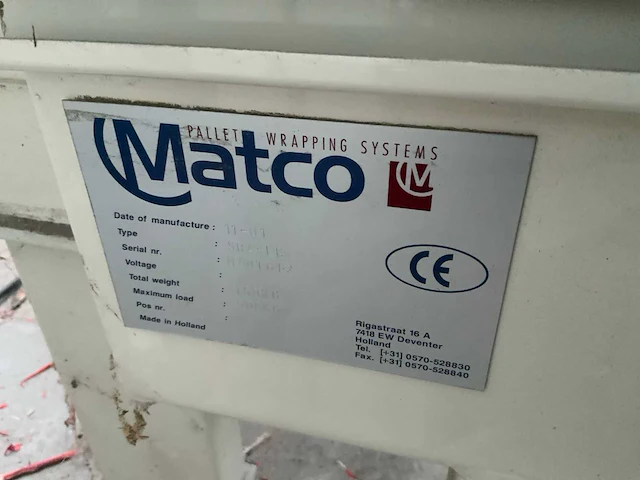 PALLET WRAPPING SYSTEMS
Matco
M
Date of manufacture :
Type :
Serial nr. :
Voltage :
Total weight :
Maximum load :
Pos nr. :
Made in Holland
CE
Rigastraat 16 A
7418 EW Deventer
Holland
Tel. [+31) 0570-528830
Fax. [+31) 0570-528840